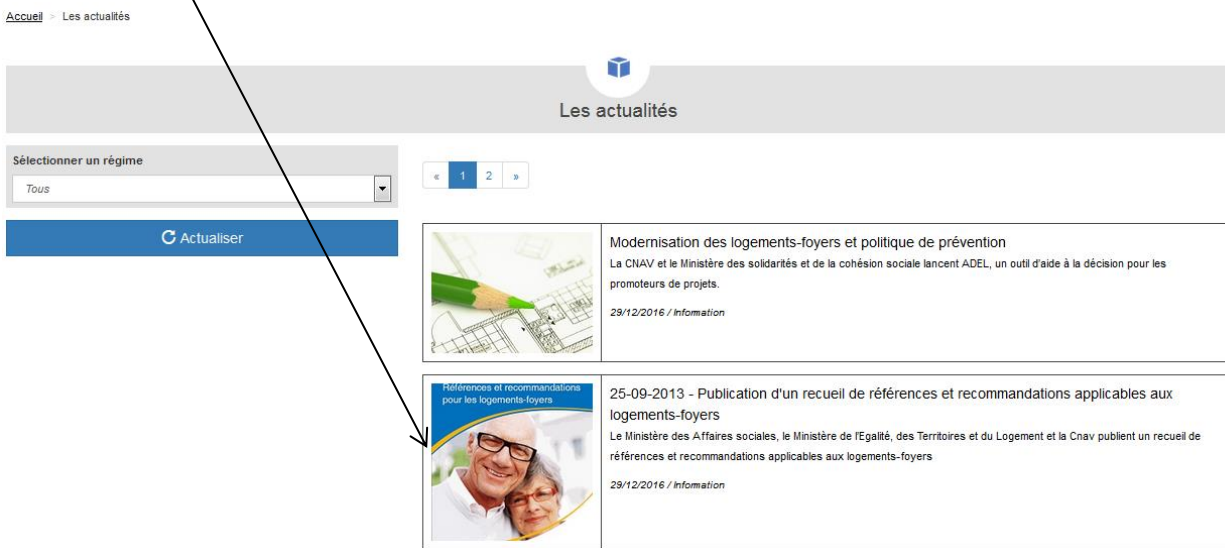 Accueil > Les actualités
Les actualités
Sélectionner un régime
Tous
Actualiser
« 1 2 »
Modernisation des logements-foyers et politique de prévention
La CNAV et le Ministère des solidarités et de la cohésion sociale lancent ADEL, un outil d'aide à la décision pour les
promoteurs de projets.
29/12/2016 / Information
Références et recommandations
pour les logements-foyers
25-09-2013 - Publication d'un recueil de références et recommandations applicables aux
logements-foyers
Le Ministère des Affaires sociales, le Ministère de l'Egalité, des Territoires et du Logement et la Cnav publient un recueil de
références et recommandations applicables aux logements-foyers
29/12/2016 / Information